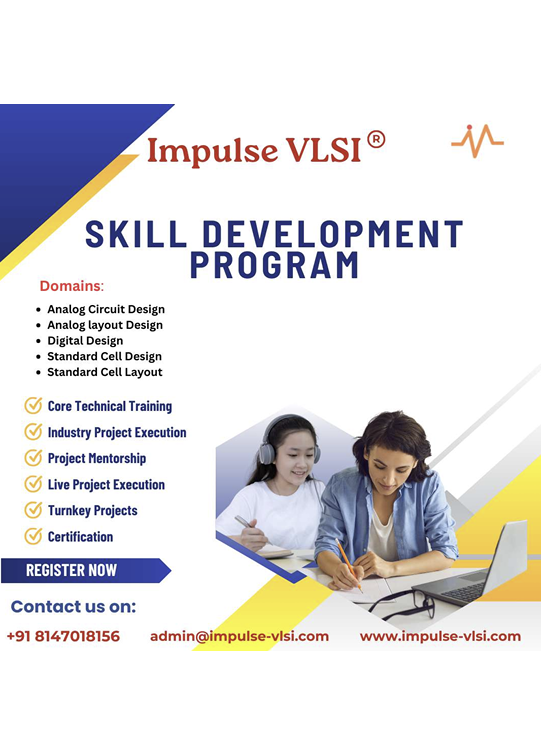 Impulse VLSI ®
SKILL DEVELOPMENT
PROGRAM
Domains:
• Analog Circuit Design
• Analog layout Design
• Digital Design
• Standard Cell Design
• Standard Cell Layout
Core Technical Training
Industry Project Execution
Project Mentorship
Live Project Execution
Turnkey Projects
Certification
REGISTER NOW
Contact us on:
+91 8147018156 admin@impulse-vlsi.com www.impulse-vlsi.com